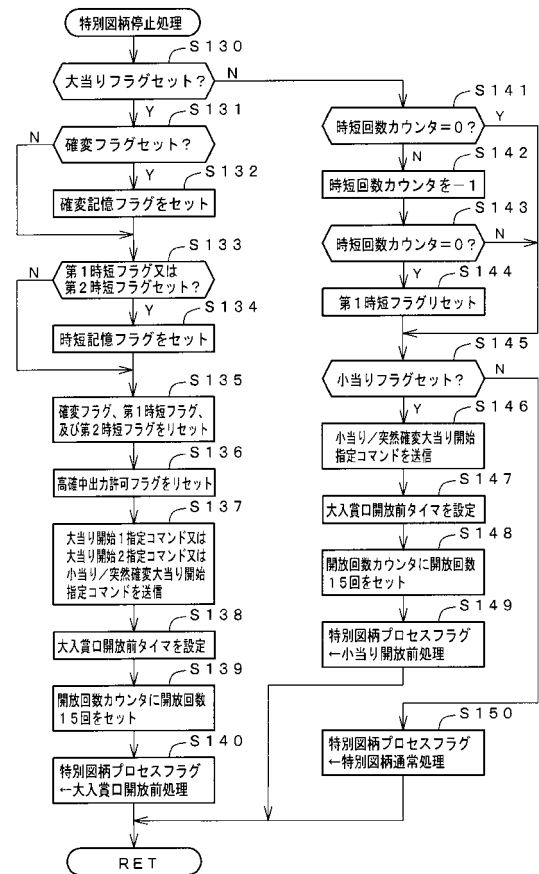 特別図柄停止処理
S130
大当りフラグセット?
N
Y
S131
N
確変フラグセット?
Y
S132
確変記憶フラグをセット
S133
N
第1時短フラグ又は
第2時短フラグセット?
Y
S134
時短記憶フラグをセット
S135
確変フラグ、第1時短フラグ、
及び第2時短フラグをリセット
S136
高確中出力許可フラグをリセット
S137
大当り開始1指定コマンド又は
大当り開始2指定コマンド又は
小当り/突然確変大当り開始
指定コマンドを送信
S138
大入賞口開放前タイマを設定
S139
開放回数カウンタに開放回数
15回をセット
S140
特別図柄プロセスフラグ
←大入賞口開放前処理
S141
時短回数カウンタ=0?
Y
N
S142
時短回数カウンタを-1
S143
時短回数カウンタ=0?
N
Y
S144
第1時短フラグリセット
S145
小当りフラグセット?
N
Y
S146
小当り/突然確変大当り開始
指定コマンドを送信
S147
大入賞口開放前タイマを設定
S148
開放回数カウンタに開放回数
15回をセット
S149
特別図柄プロセスフラグ
←小当り開放前処理
S150
特別図柄プロセスフラグ
←特別図柄通常処理
RET